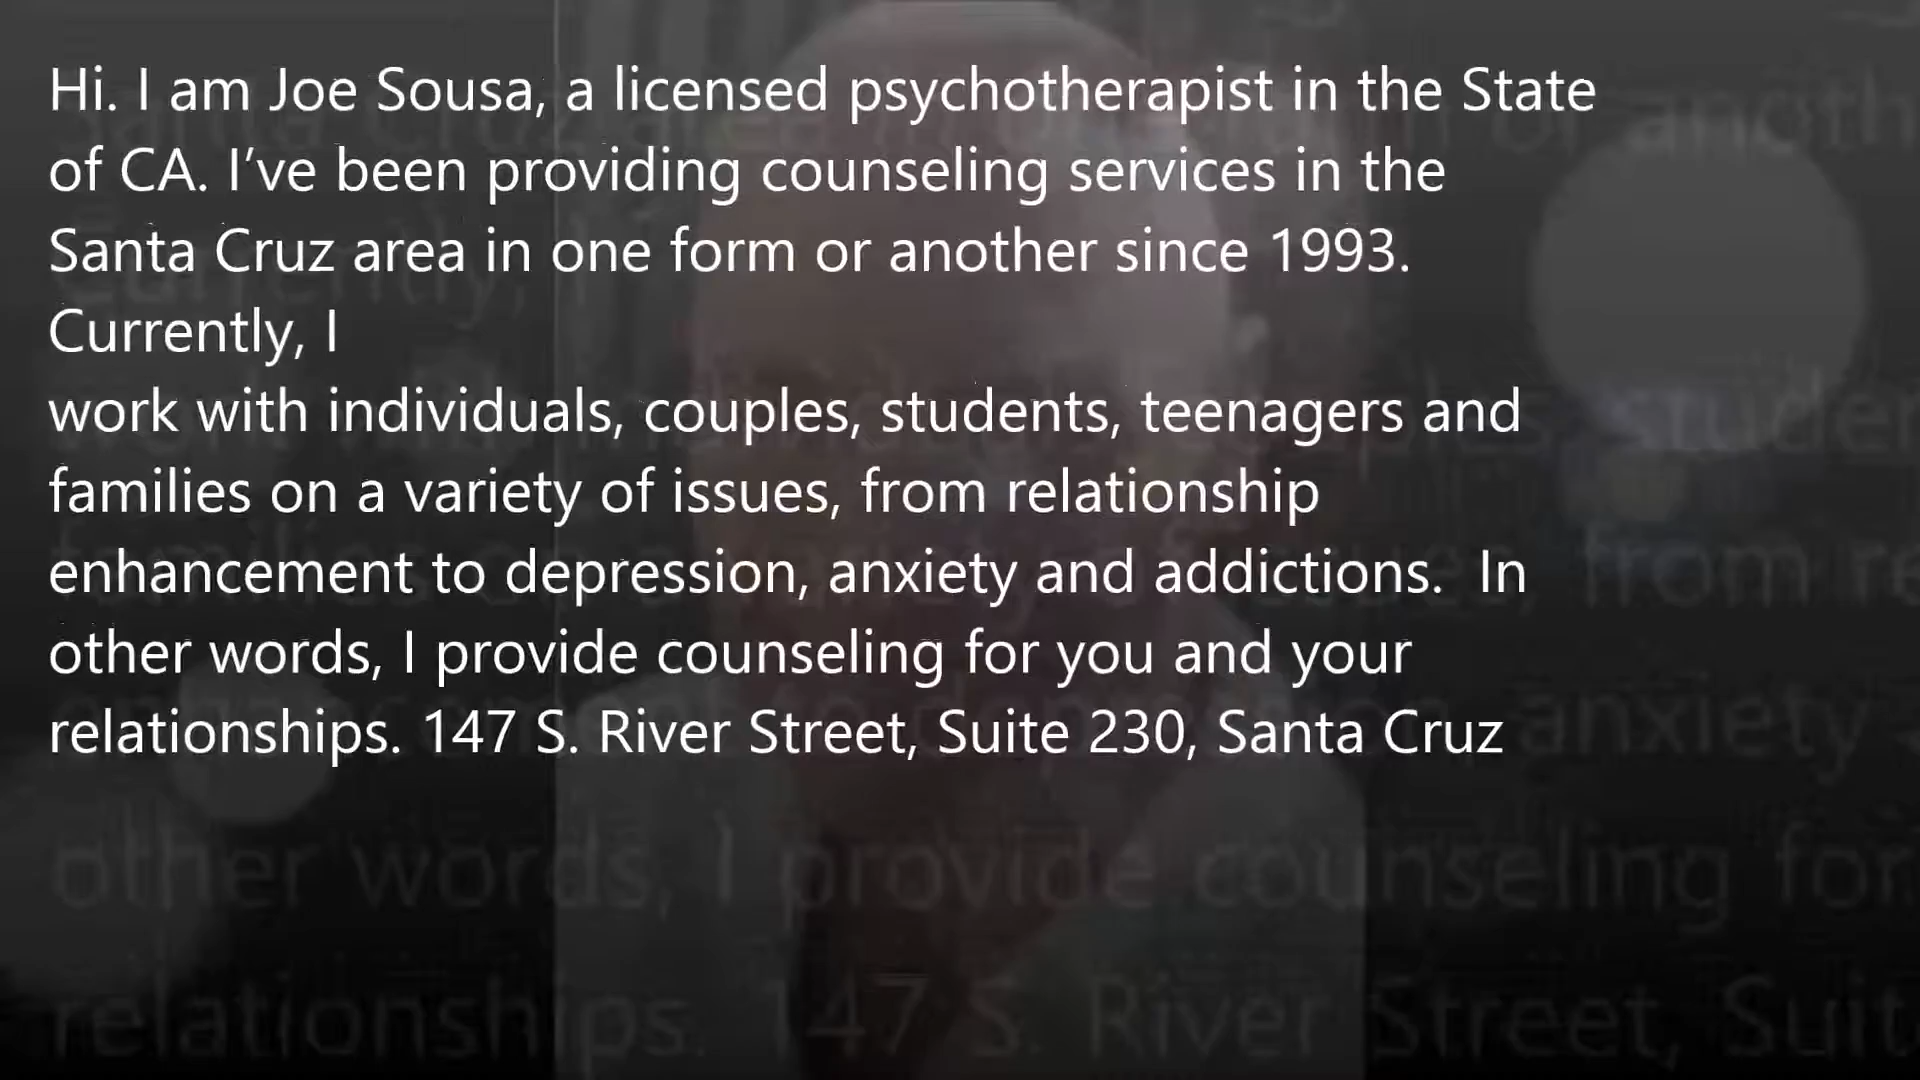 Hi. I am Joe Sousa, a licensed psychotherapist in the State
of CA. I’ve been providing counseling services in the
Santa Cruz area in one form or another since 1993.
Currently, I
work with individuals, couples, students, teenagers and
families on a variety of issues, from relationship
enhancement to depression, anxiety and addictions.  In
other words, I provide counseling for you and your
relationships. 147 S. River Street, Suite 230, Santa Cruz